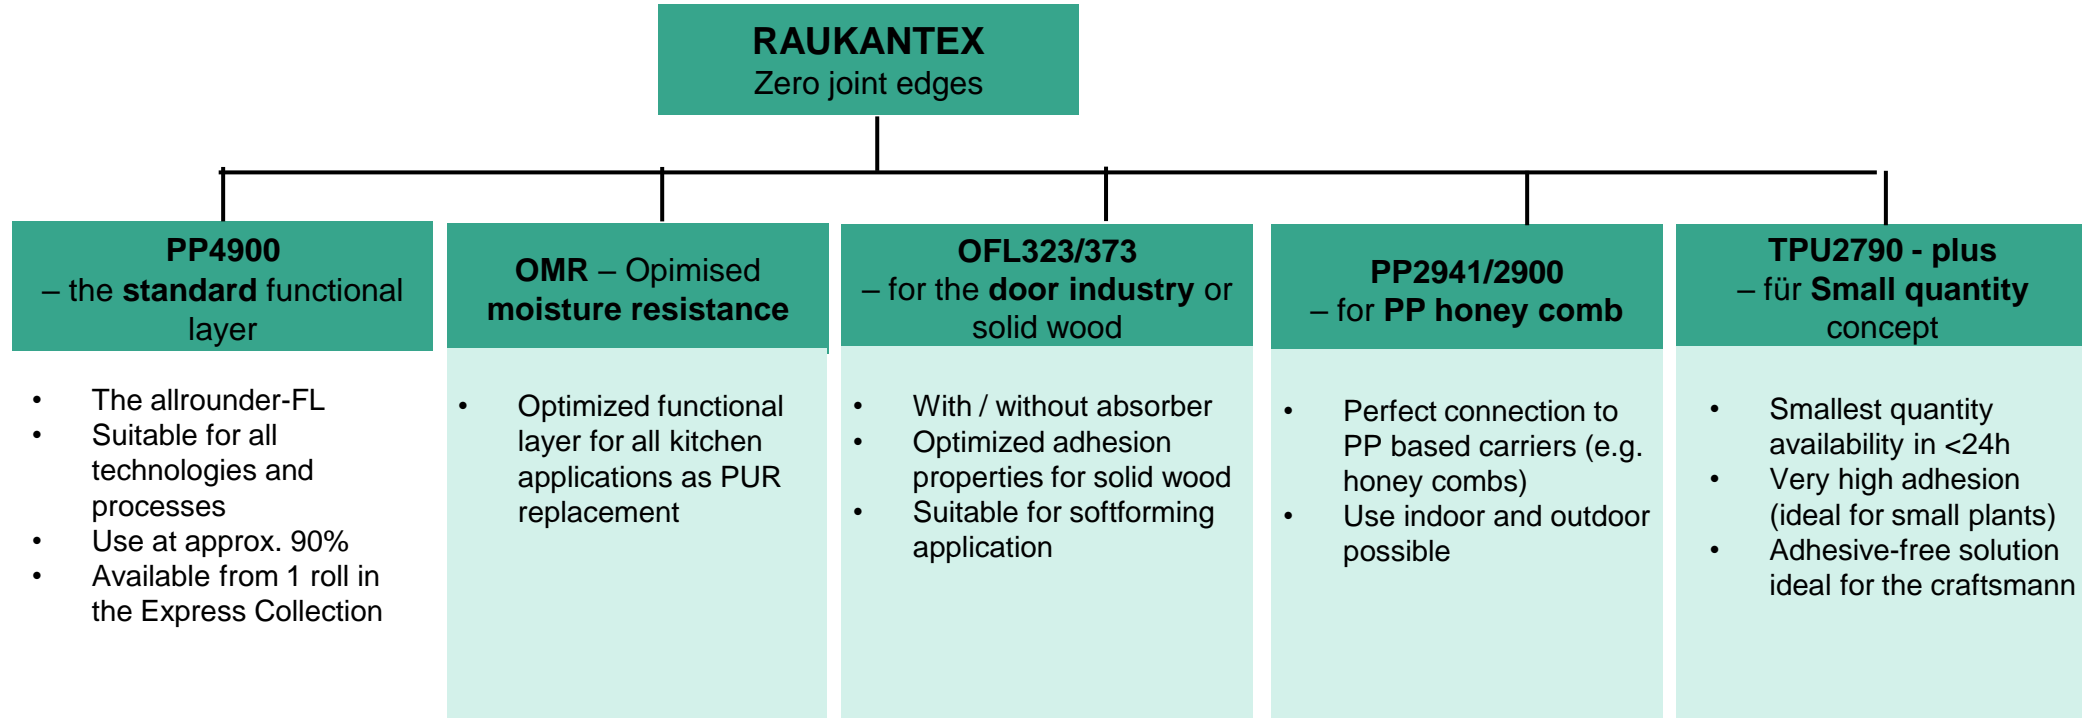 RAUKANTEX
Zero joint edges
PP4900
– the standard functional
layer
• The allrounder-FL
• Suitable for all
technologies and
processes
• Use at approx. 90%
• Available from 1 roll in
the Express Collection
OMR – Opimised
moisture resistance
• Optimized functional
layer for all kitchen
applications as PUR
replacement
OFL323/373
– for the door industry or
solid wood
• With / without absorber
• Optimized adhesion
properties for solid wood
• Suitable for softforming
application
PP2941/2900
– for PP honey comb
• Perfect connection to
PP based carriers (e.g.
honey combs)
• Use indoor and outdoor
possible
TPU2790 - plus
– für Small quantity
concept
• Smallest quantity
availability in <24h
• Very high adhesion
(ideal for small plants)
• Adhesive-free solution
ideal for the craftsmann